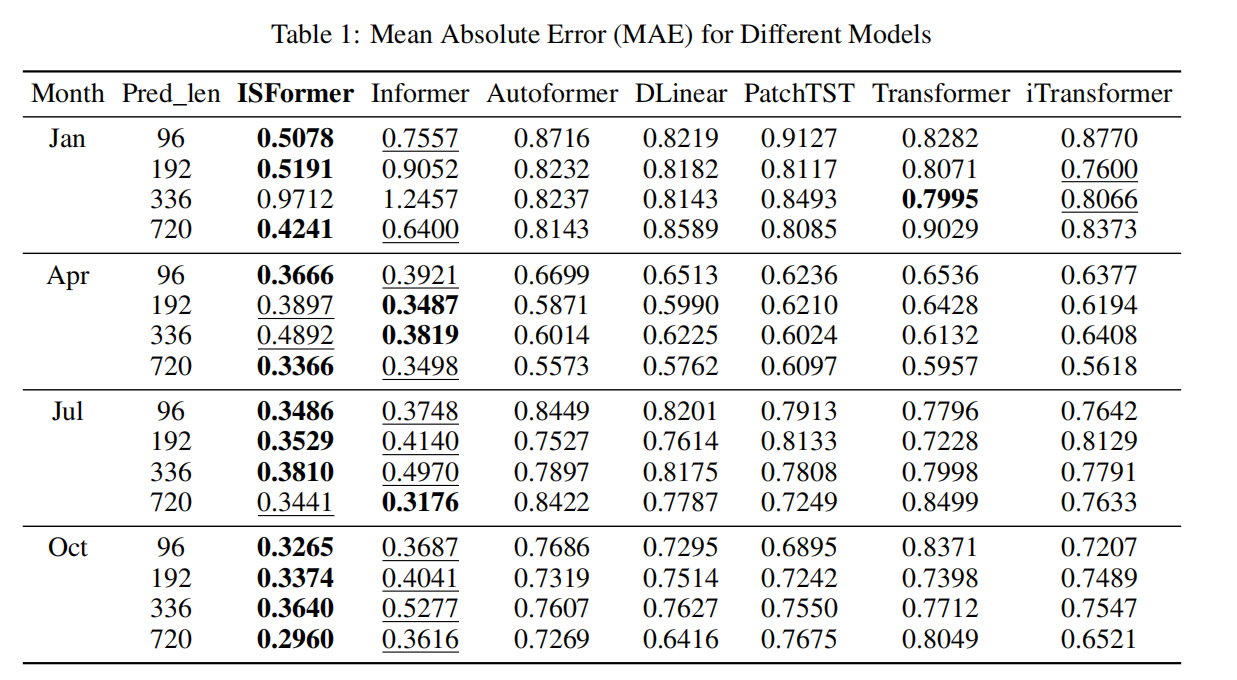 Table 1: Mean Absolute Error (MAE) for Different Models
Month Pred_len ISFormer Informer Autoformer DLinear PatchTST Transformer iTransformer
Jan 96 0.5078 0.7557 0.8716 0.8219 0.9127 0.8282 0.8770
192 0.5191 0.9052 0.8232 0.8182 0.8117 0.8071 0.7600
336 0.9712 1.2457 0.8237 0.8143 0.8493 0.7995 0.8066
720 0.4241 0.6400 0.8143 0.8589 0.8085 0.9029 0.8373
Apr 96 0.3666 0.3921 0.6699 0.6513 0.6236 0.6536 0.6377
192 0.3897 0.3487 0.5871 0.5990 0.6210 0.6428 0.6194
336 0.4892 0.3819 0.6014 0.6225 0.6024 0.6132 0.6408
720 0.3366 0.3498 0.5573 0.5762 0.6097 0.5957 0.5618
Jul 96 0.3486 0.3748 0.8449 0.8201 0.7913 0.7796 0.7642
192 0.3529 0.4140 0.7527 0.7614 0.8133 0.7228 0.8129
336 0.3810 0.4970 0.7897 0.8175 0.7808 0.7998 0.7791
720 0.3441 0.3176 0.8422 0.7787 0.7249 0.8499 0.7633
Oct 96 0.3265 0.3687 0.7686 0.7295 0.6895 0.8371 0.7207
192 0.3374 0.4041 0.7319 0.7514 0.7242 0.7398 0.7489
336 0.3640 0.5277 0.7607 0.7627 0.7550 0.7712 0.7547
720 0.2960 0.3616 0.7269 0.6416 0.7675 0.8049 0.6521